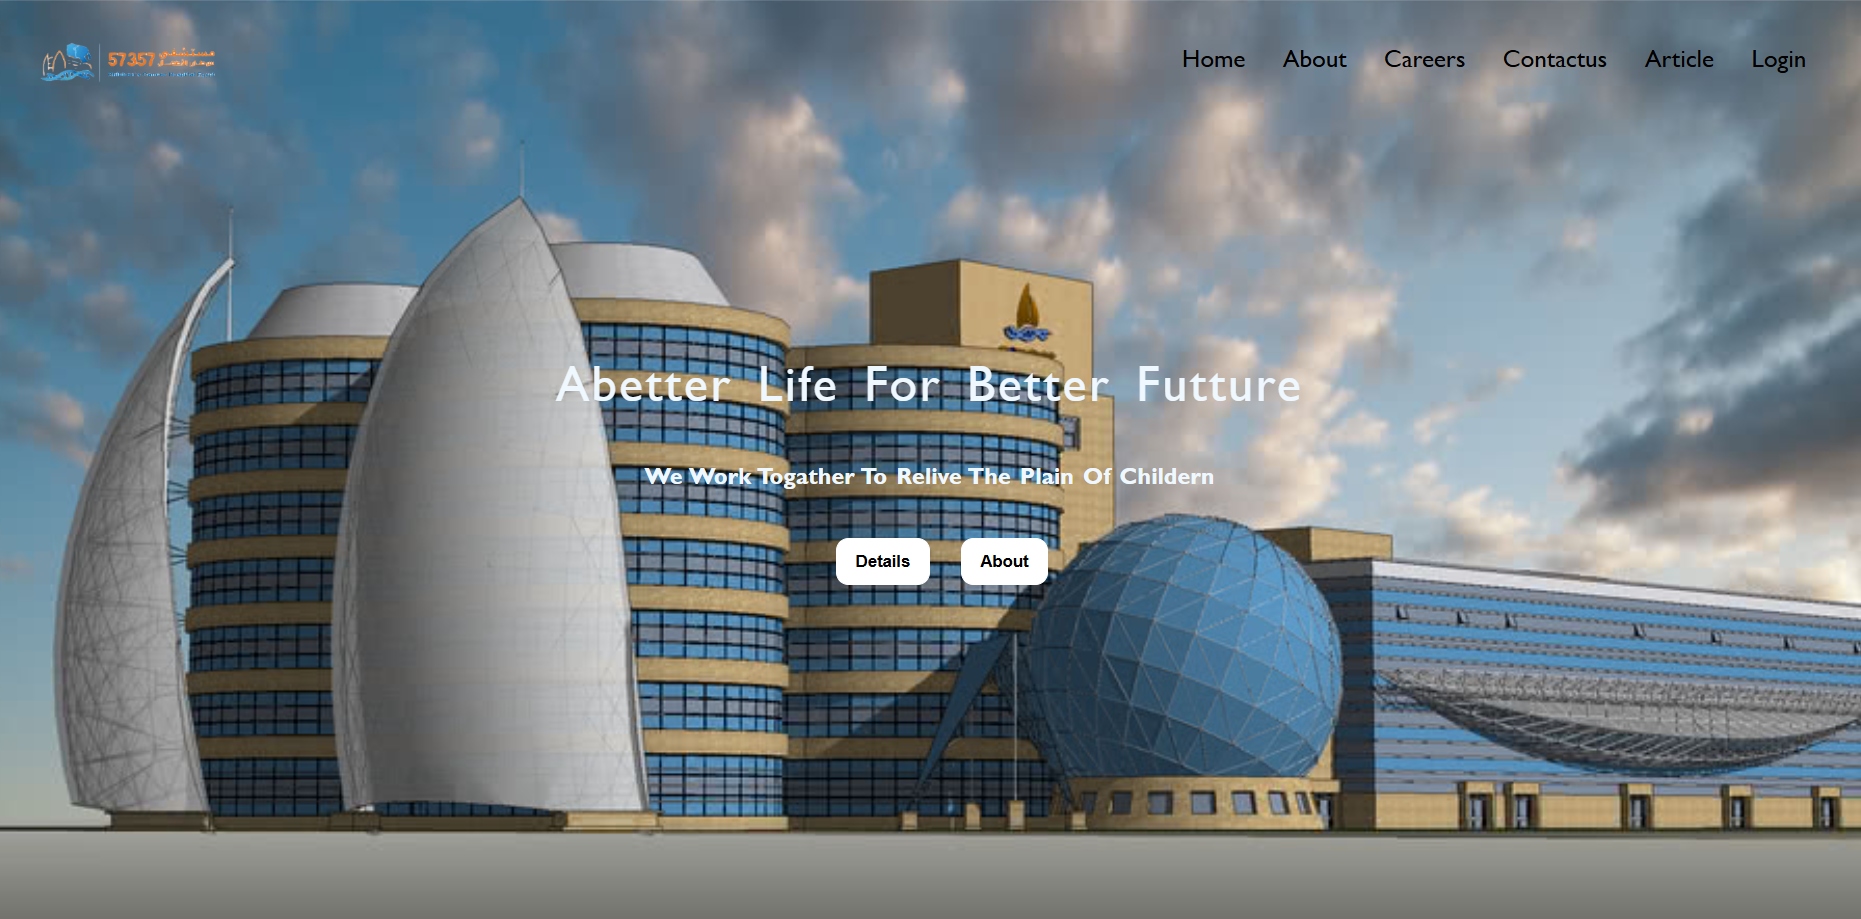 57357 مستشفى
Home About Careers Contactus Article Login
Abetter Life For Better Futture
We Work Togather To Relive The Plain Of Childern
Details About